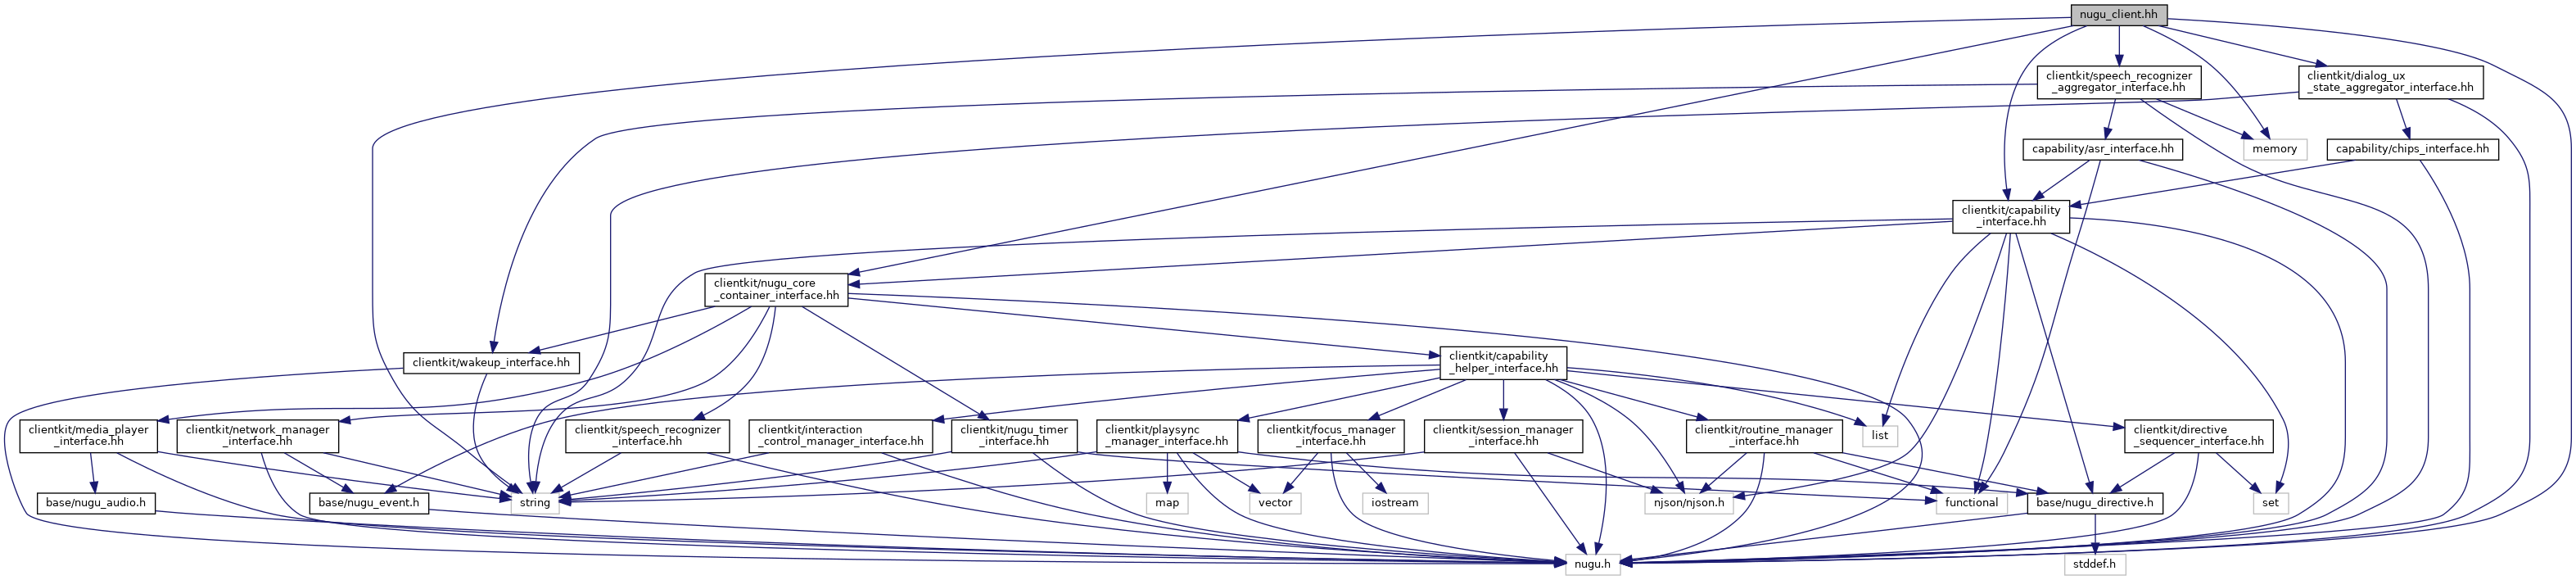 nugu_client.hh
clientkit/speech_recognizer
_aggregator_interface.hh
clientkit/dialog_ux
_state_aggregator_interface.hh
capability/asr_interface.hh
memory
capability/chips_interface.hh
clientkit/capability
_interface.hh
clientkit/nugu_core
_container_interface.hh
clientkit/wakeup_interface.hh
clientkit/capability
_helper_interface.hh
clientkit/media_player
_interface.hh
clientkit/network_manager
_interface.hh
clientkit/speech_recognizer
_interface.hh
clientkit/interaction
_control_manager_interface.hh
clientkit/nugu_timer
_interface.hh
clientkit/playsync
_manager_interface.hh
clientkit/focus_manager
_interface.hh
clientkit/session_manager
_interface.hh
clientkit/routine_manager
_interface.hh
list
clientkit/directive
_sequencer_interface.hh
base/nugu_audio.h
base/nugu_event.h
string
map
vector
iostream
njson/njson.h
functional
base/nugu_directive.h
set
nugu.h
stddef.h